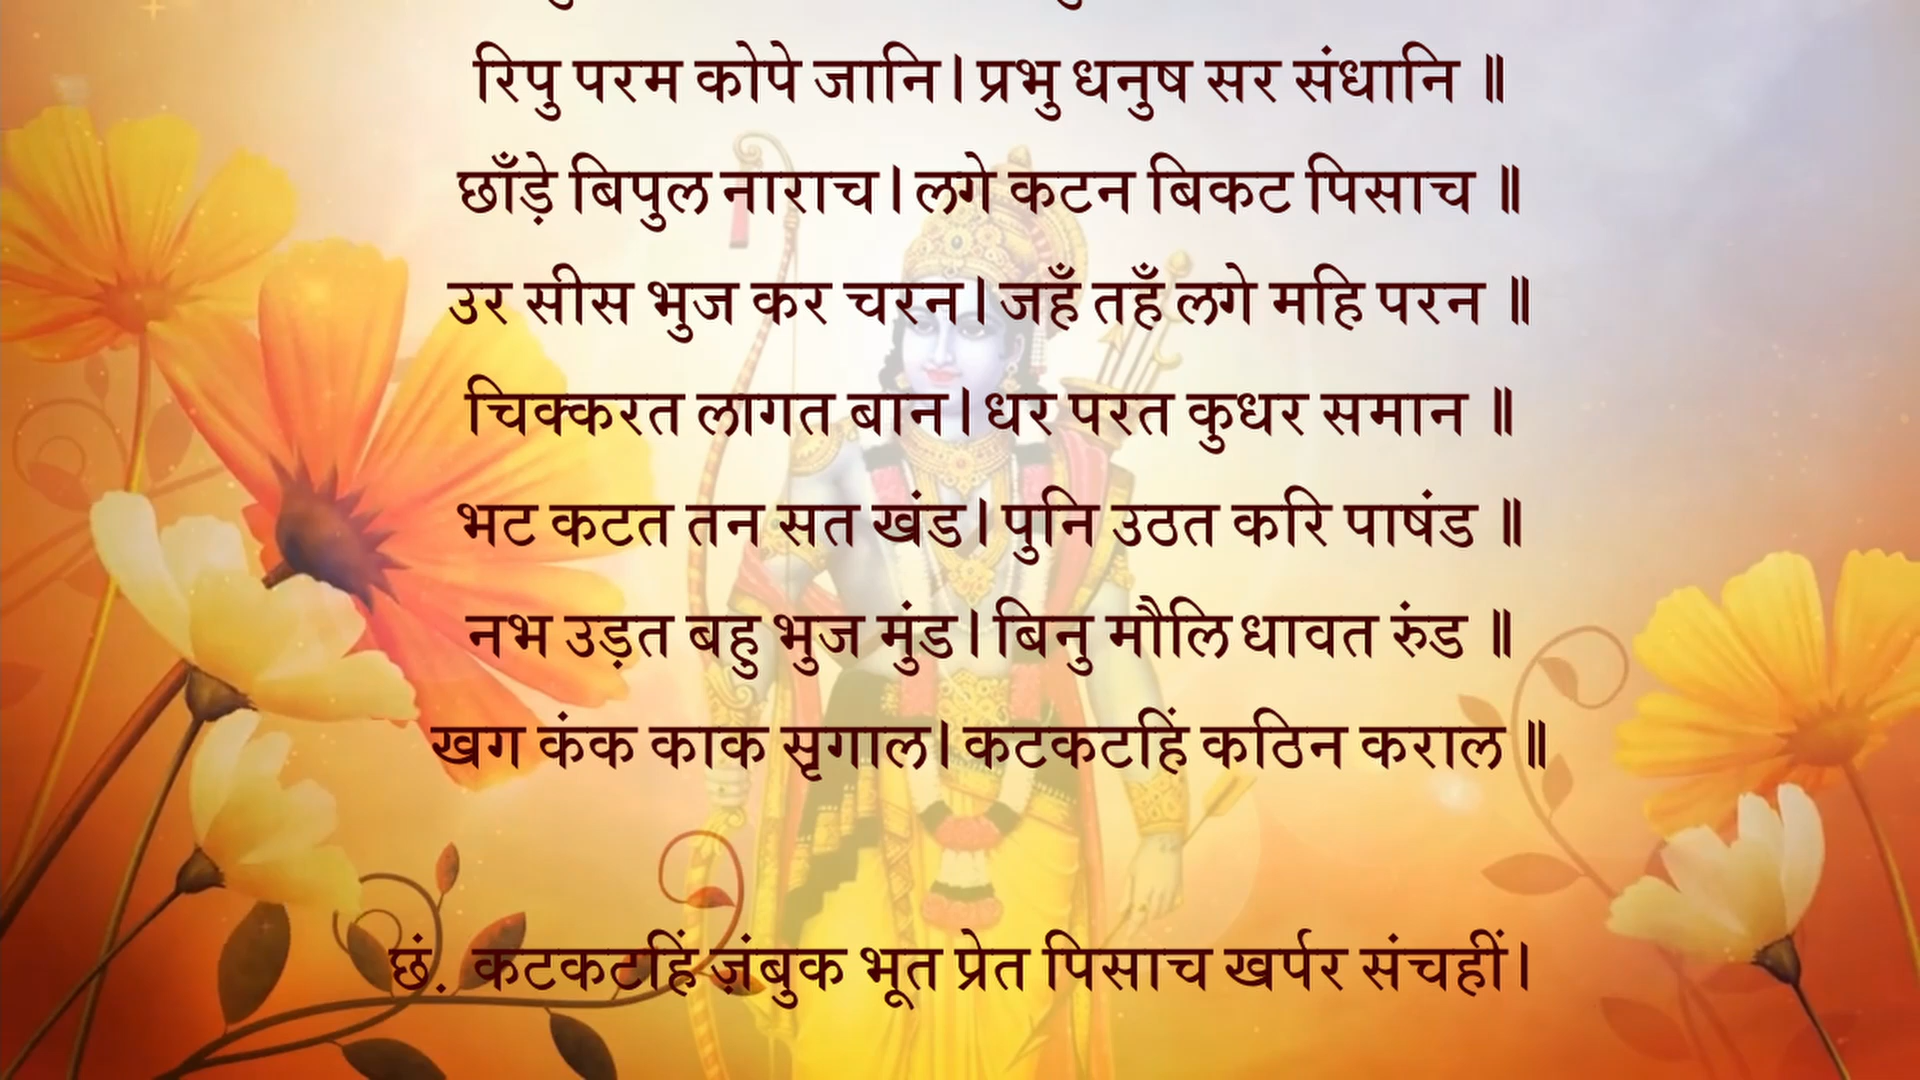 रिपु परम कोपे जानि। प्रभु धनुष सर संधानि ॥
छाँड़े बिपुल नाराच। लगे कटन बिकट पिसाच ॥
उर सीस भुज कर चरन। जहँ तहँ लगे महि परन ॥
चिक्करत लागत बान। धर परत कुधर समान ॥
भट कटत तन सत खंड। पुनि उठत करि पाषंड ॥
नभ उड़त बहु भुज मुंड। बिनु मौलि धावत रुंड ॥
खग कंक काक सृगाल। कटकटहिं कठिन कराल ॥
छं. कटकटहिं ज़ंबुक भूत प्रेत पिसाच खर्पर संचहीं।